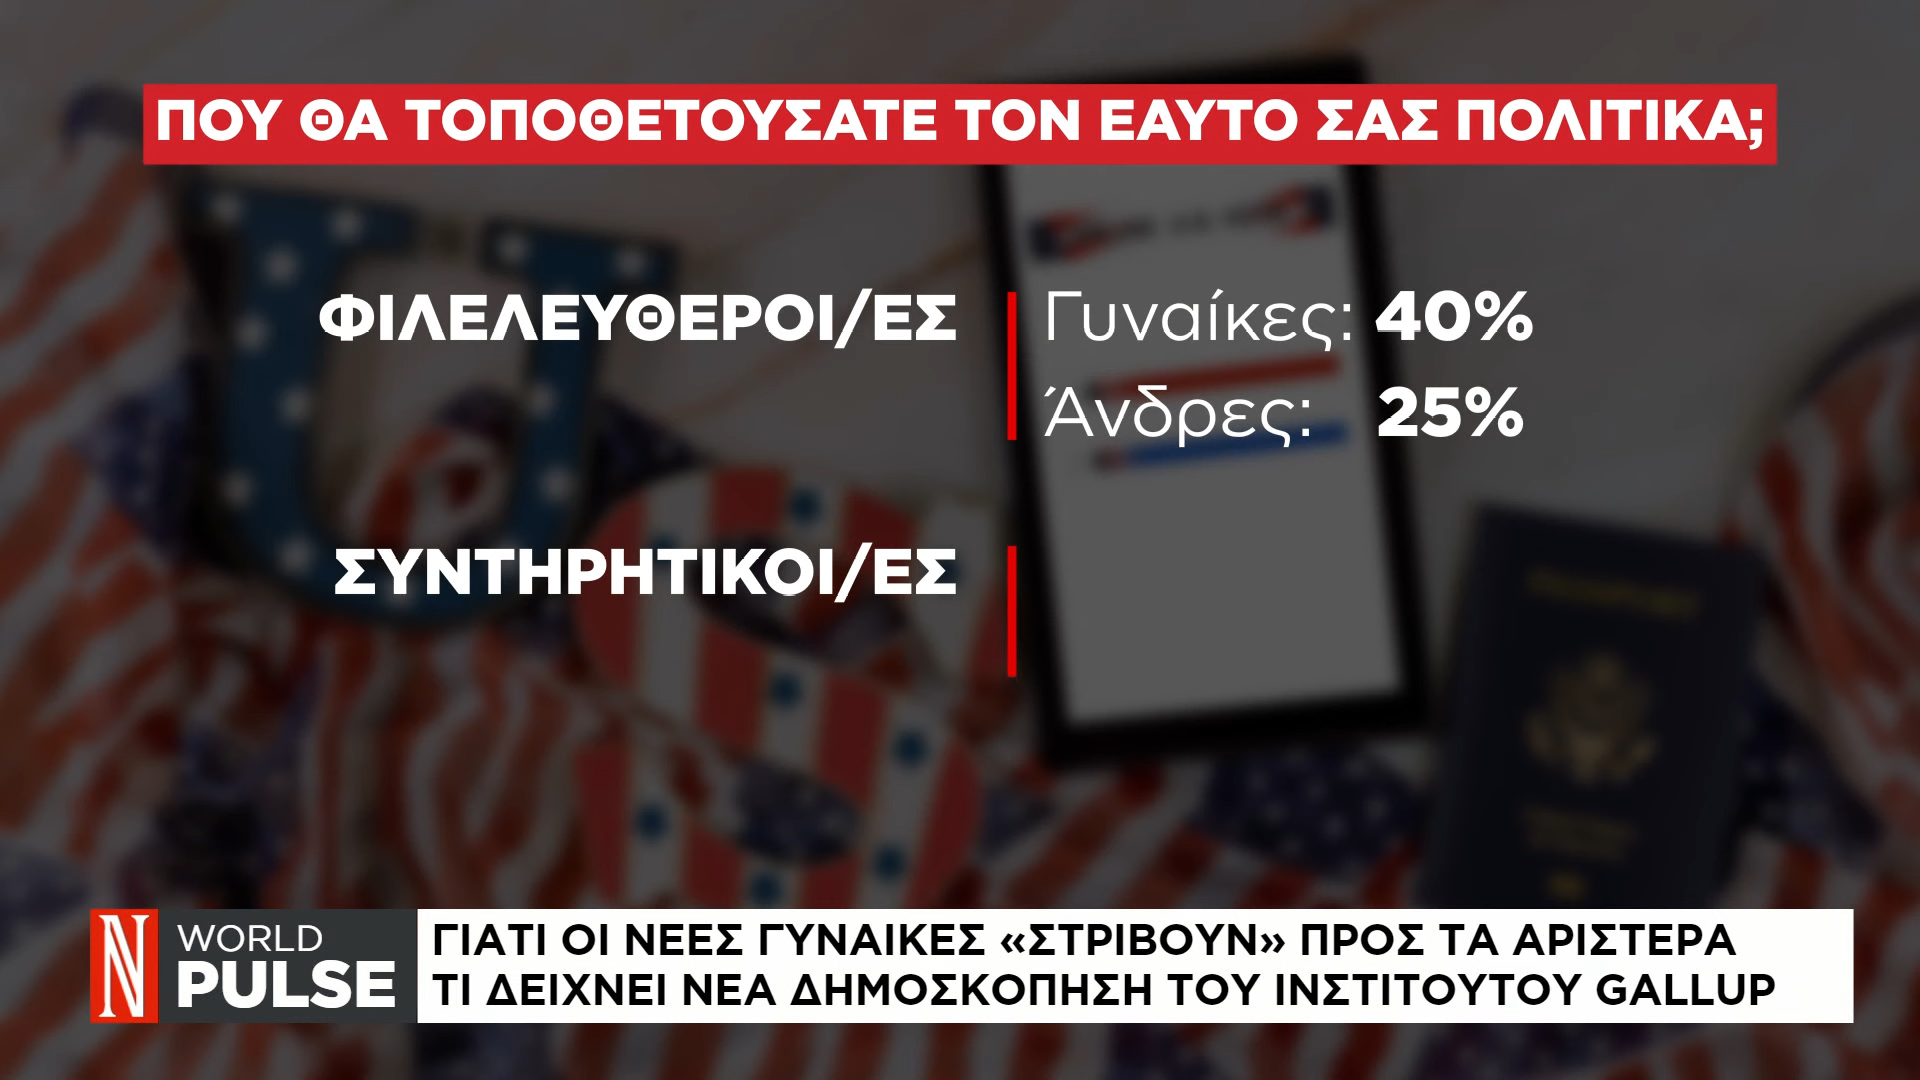 ΠΟΥ ΘΑ ΤΟΠΟΘΕΤΟΥΣΑΤΕ ΤΟΝ ΕΑΥΤΟ ΣΑΣ ΠΟΛΙΤΙΚΑ;
ΦΙΛΕΛΕΥΘΕΡΟΙ/ΕΣ
Γυναίκες: 40%
Άνδρες: 25%
ΣΥΝΤΗΡΗΤΙΚΟΙ/ΕΣ
N WORLD PULSE
ΓΙΑΤΙ ΟΙ ΝΕΕΣ ΓΥΝΑΙΚΕΣ «ΣΤΡΙΒΟΥΝ» ΠΡΟΣ ΤΑ ΑΡΙΣΤΕΡΑ
ΤΙ ΔΕΙΧΝΕΙ ΝΕΑ ΔΗΜΟΣΚΟΠΗΣΗ ΤΟΥ ΙΝΣΤΙΤΟΥΤΟΥ GALLUP